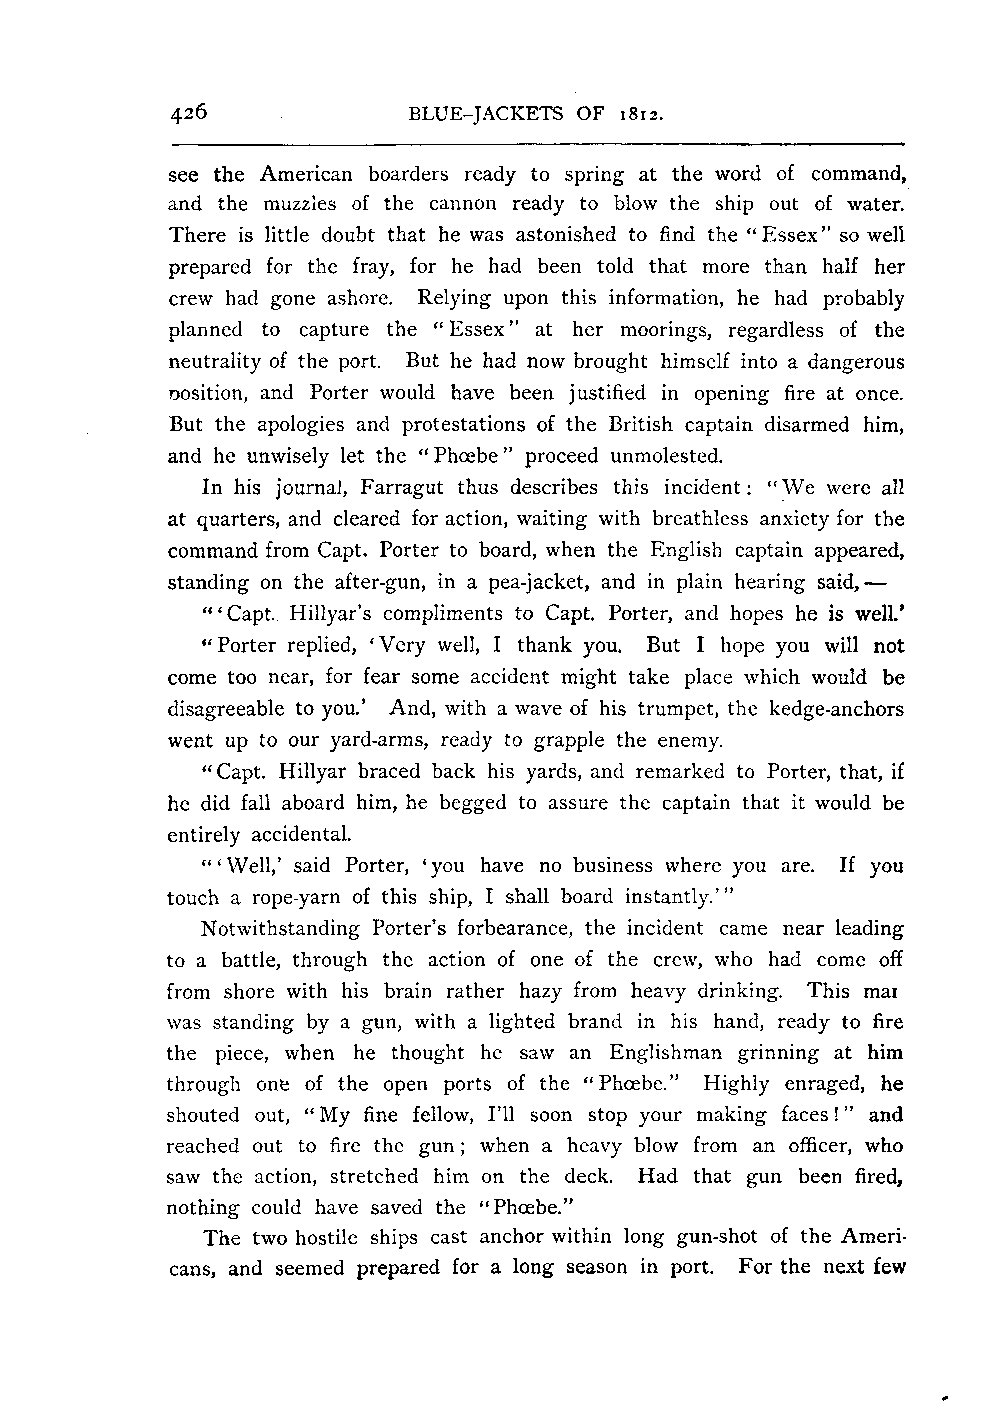 426 BLUE-JACKETS OF 1812.
see the American boarders ready to spring at the word of command,
and the muzzles of the cannon ready to blow the ship out of water.
There is little doubt that he was astonished to find the "Essex" so well
prepared for the fray, for he had been told that more than half her
crew had gone ashore. Relying upon this information, he had probably
planned to capture the "Essex" at her moorings, regardless of the
neutrality of the port. But he had now brought himself into a dangerous
position, and Porter would have been justified in opening fire at once.
But the apologies and protestations of the British captain disarmed him,
and he unwisely let the "Phœbe" proceed unmolested.
In his journal, Farragut thus describes this incident: "We were all
at quarters, and cleared for action, waiting with breathless anxiety for the
command from Capt. Porter to board, when the English captain appeared,
standing on the after-gun, in a pea-jacket, and in plain hearing said,—
"'Capt. Hillyar's compliments to Capt. Porter, and hopes he is well.'
"Porter replied, 'Very well, I thank you. But I hope you will not
come too near, for fear some accident might take place which would be
disagreeable to you.' And, with a wave of his trumpet, the kedge-anchors
went up to our yard-arms, ready to grapple the enemy.
"Capt. Hillyar braced back his yards, and remarked to Porter, that, if
he did fall aboard him, he begged to assure the captain that it would be
entirely accidental.
"'Well,' said Porter, 'you have no business where you are. If you
touch a rope-yarn of this ship, I shall board instantly.'"
Notwithstanding Porter's forbearance, the incident came near leading
to a battle, through the action of one of the crew, who had come off
from shore with his brain rather hazy from heavy drinking. This man
was standing by a gun, with a lighted brand in his hand, ready to fire
the piece, when he thought he saw an Englishman grinning at him
through one of the open ports of the "Phœbe." Highly enraged, he
shouted out, "My fine fellow, I'll soon stop your making faces!" and
reached out to fire the gun; when a heavy blow from an officer, who
saw the action, stretched him on the deck. Had that gun been fired,
nothing could have saved the "Phœbe."
The two hostile ships cast anchor within long gun-shot of the Ameri-
cans, and seemed prepared for a long season in port. For the next few